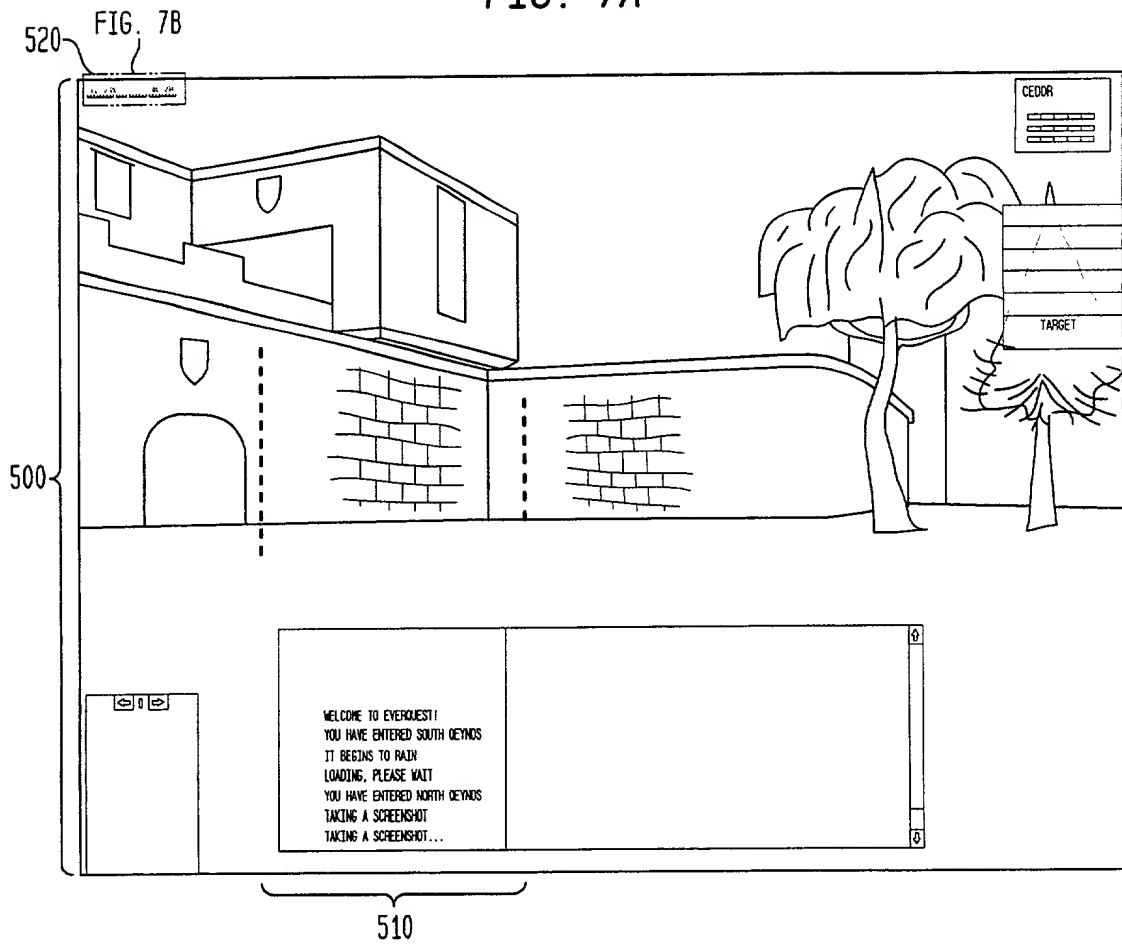 FIG. 7A
FIG. 7B
520
CEDDR
TARGET
500
WELCOME TO EVERQUEST!
YOU HAVE ENTERED SOUTH QEYNOS
IT BEGINS TO RAIN
LOADING, PLEASE WAIT
YOU HAVE ENTERED NORTH QEYNOS
TAKING A SCREENSHOT
TAKING A SCREENSHOT...
510